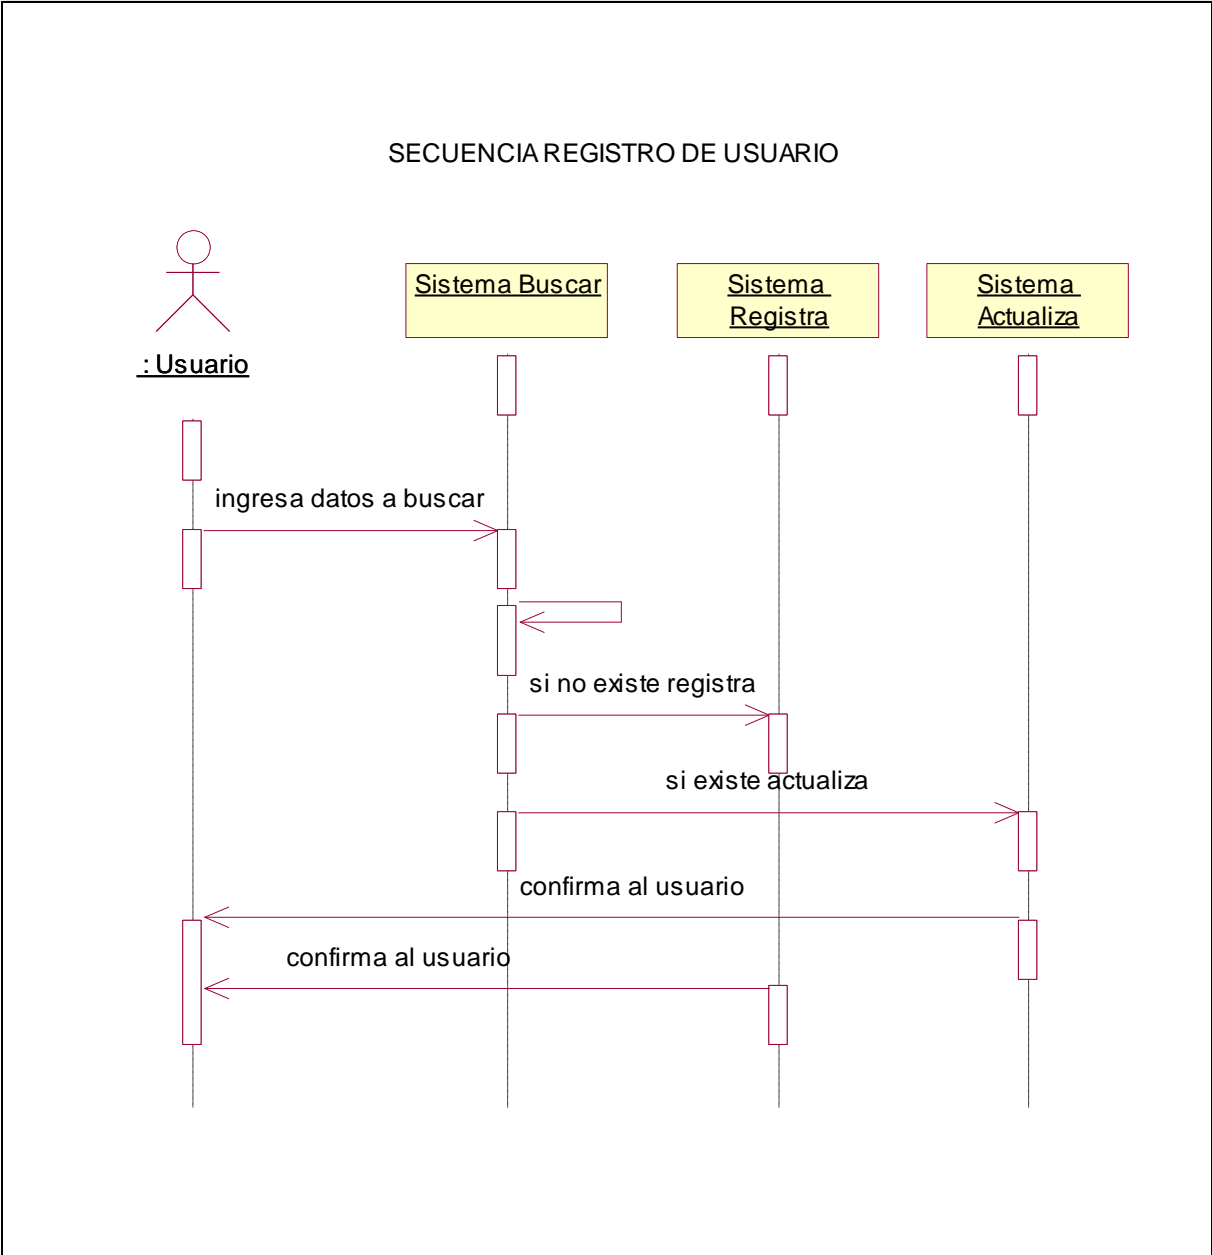 SECUENCIA REGISTRO DE USUARIO
Sistema Buscar
Sistema
Registra
Sistema
Actualiza
: Usuario
ingresa datos a buscar
si no existe registra
si existe actualiza
confirma al usuario
confirma al usuario